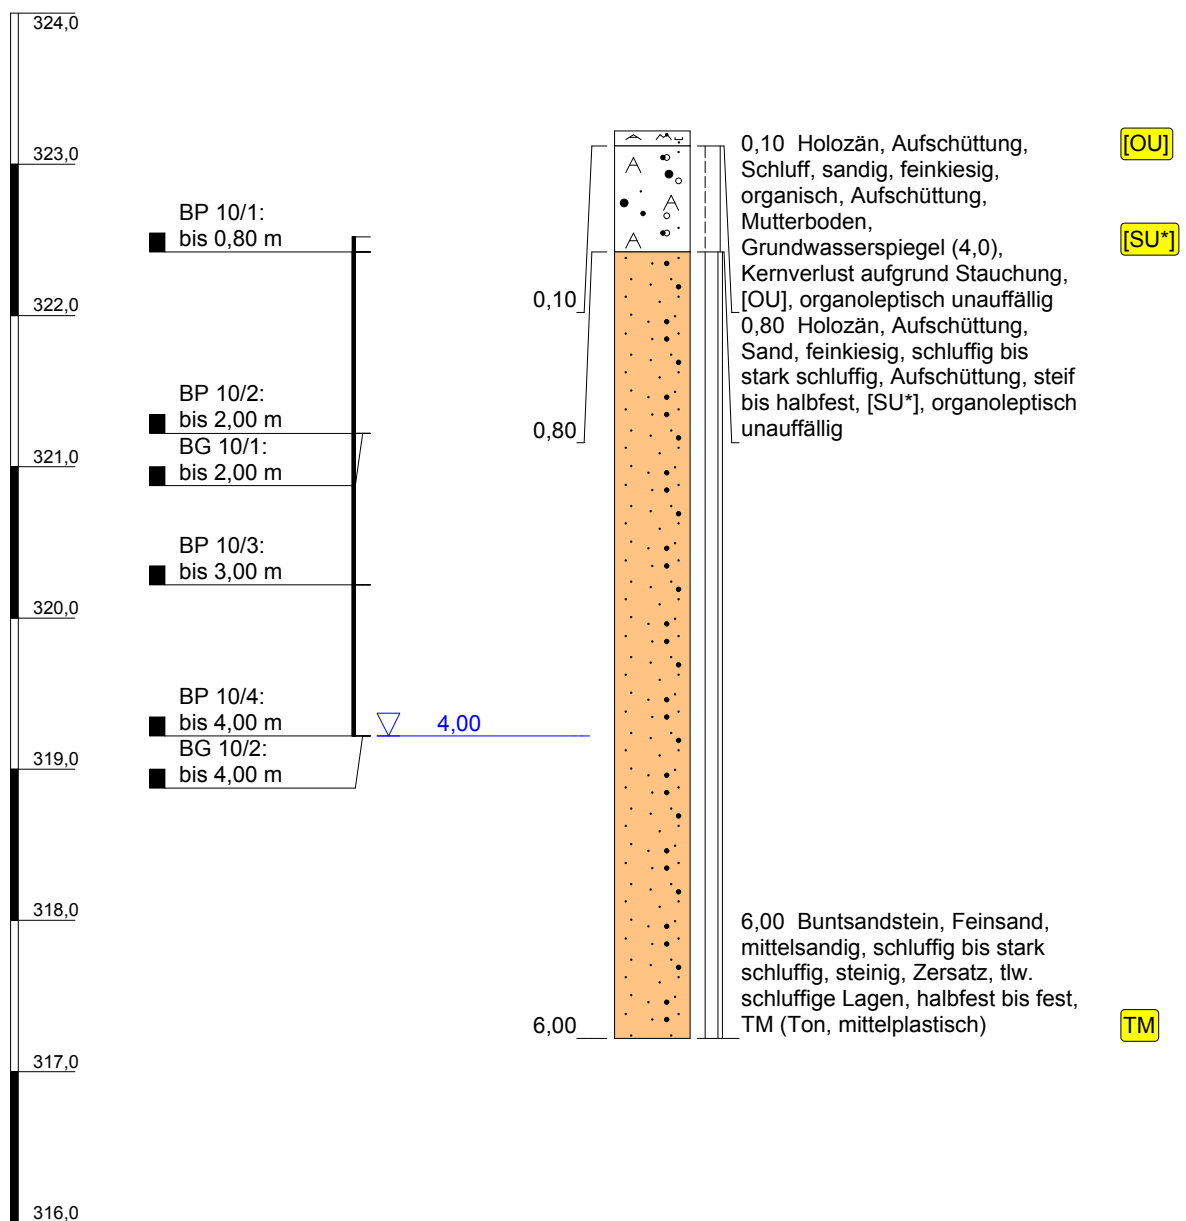 324,0
323,0
322,0
321,0
320,0
319,0
318,0
317,0
316,0
BP 10/1:
bis 0,80 m
BP 10/2:
bis 2,00 m
BG 10/1:
bis 2,00 m
BP 10/3:
bis 3,00 m
BP 10/4:
bis 4,00 m
BG 10/2:
bis 4,00 m
4,00
0,10
0,80
6,00
A
A
A
0,10 Holozän, Aufschüttung,
Schluff, sandig, feinkiesig,
organisch, Aufschüttung,
Mutterboden,
Grundwasserspiegel (4,0),
Kernverlust aufgrund Stauchung,
[OU], organoleptisch unauffällig
0,80 Holozän, Aufschüttung,
Sand, feinkiesig, schluffig bis
stark schluffig, Aufschüttung, steif
bis halbfest, [SU*], organoleptisch
unauffällig
6,00 Buntsandstein, Feinsand,
mittelsandig, schluffig bis stark
schluffig, steinig, Zersatz, tlw.
schluffige Lagen, halbfest bis fest,
TM (Ton, mittelplastisch)
[OU]
[SU*]
TM